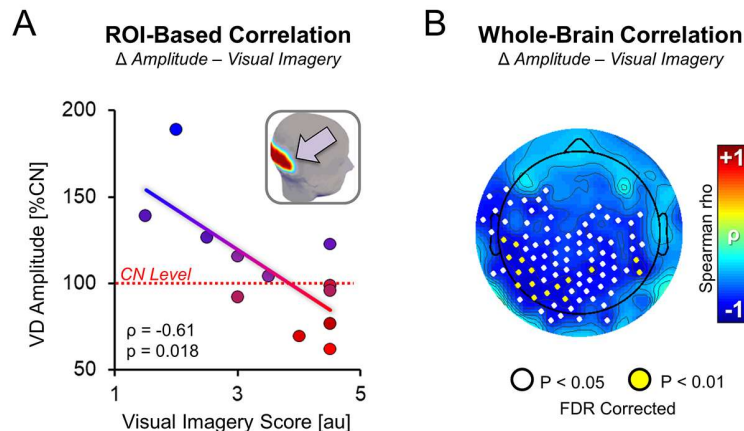 A
ROI-Based Correlation
Δ Amplitude – Visual Imagery
VD Amplitude [%CN]
200
150
100
50
CN Level
ρ = -0.61
p = 0.018
1
3
5
Visual Imagery Score [au]
B
Whole-Brain Correlation
Δ Amplitude – Visual Imagery
Spearman rho
+1
ρ
-1
P < 0.05
P < 0.01
FDR Corrected